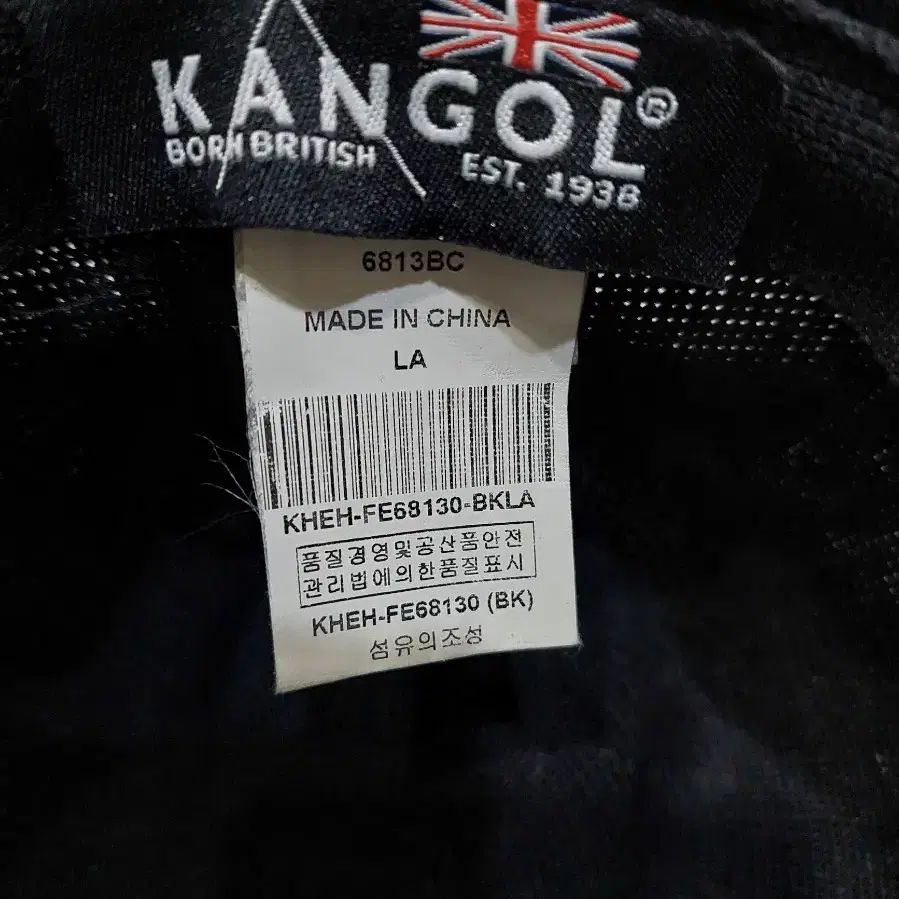 KANGOL®
BORN BRITISH
EST. 1938
6813BC
MADE IN CHINA
LA
KHEH-FE68130-BKLA
품질경영및공산품안전
관리법에의한품질표시
KHEH-FE68130 (BK)
섬유의조성